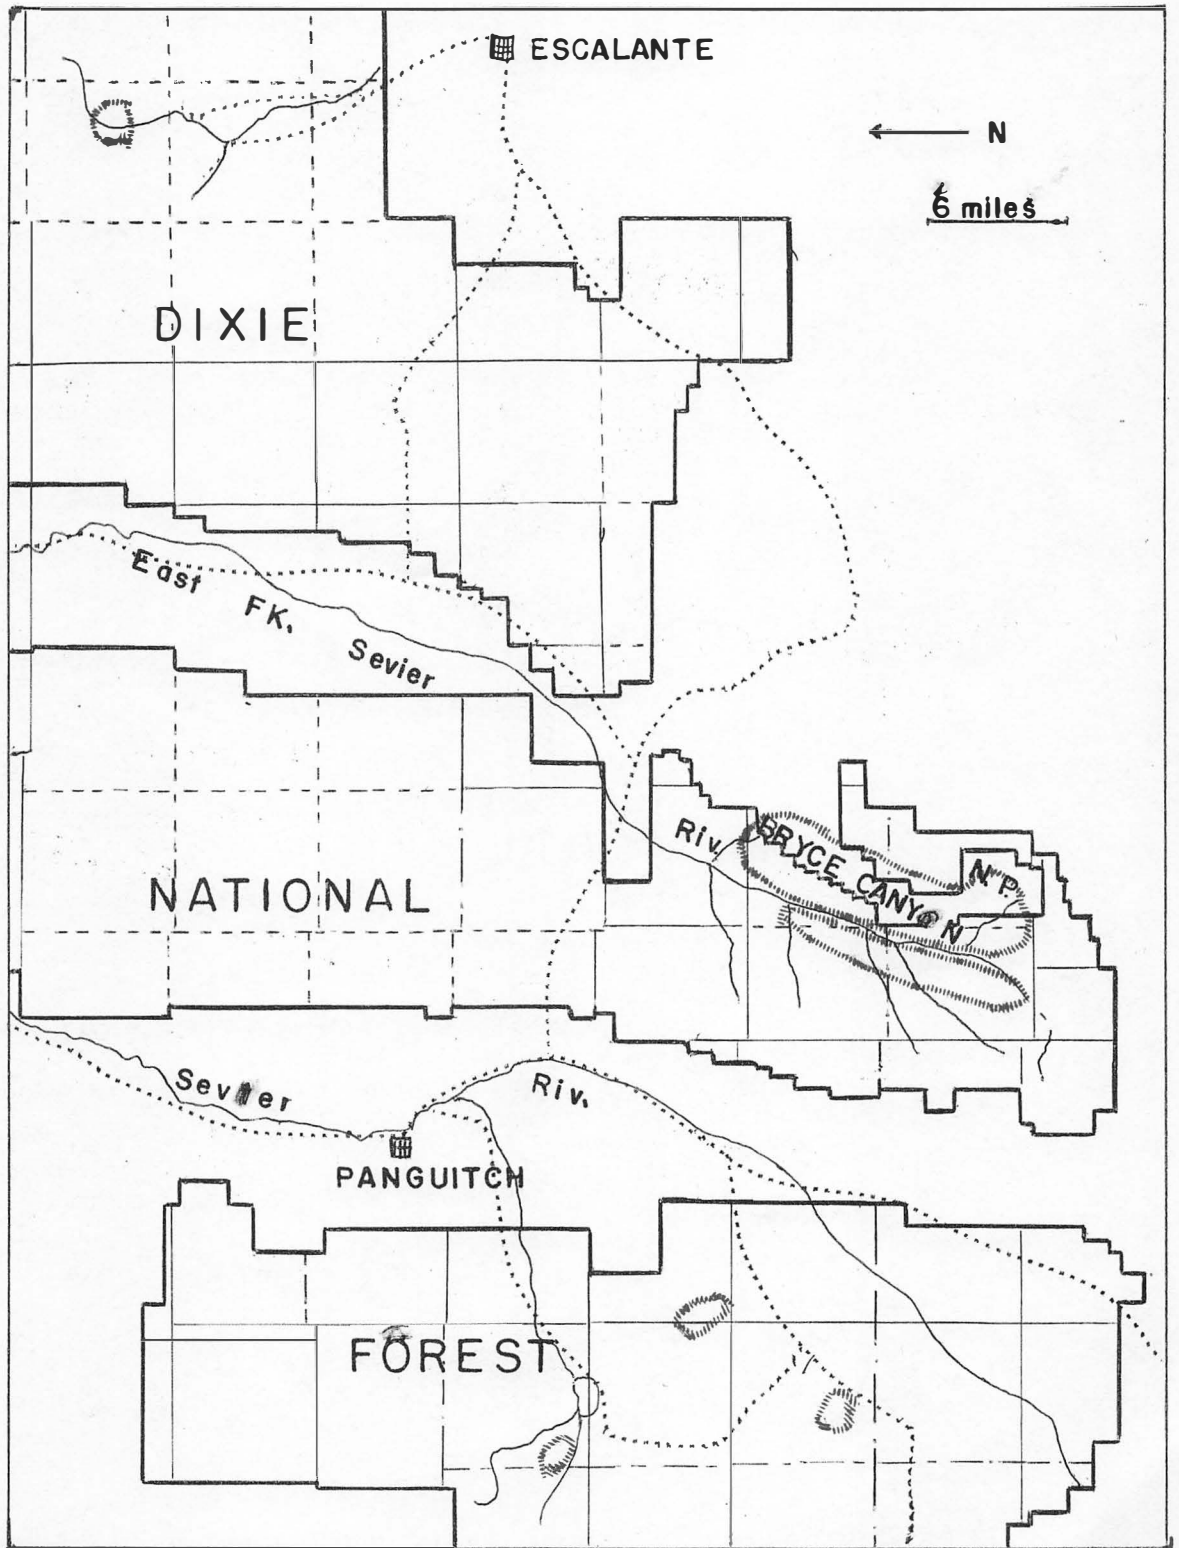 ESCALANTE
N
6 miles
DIXIE
East FK. Sevier Riv.
BRYCE CANYON N.P.
NATIONAL
Sevier Riv.
PANGUITCH
FOREST